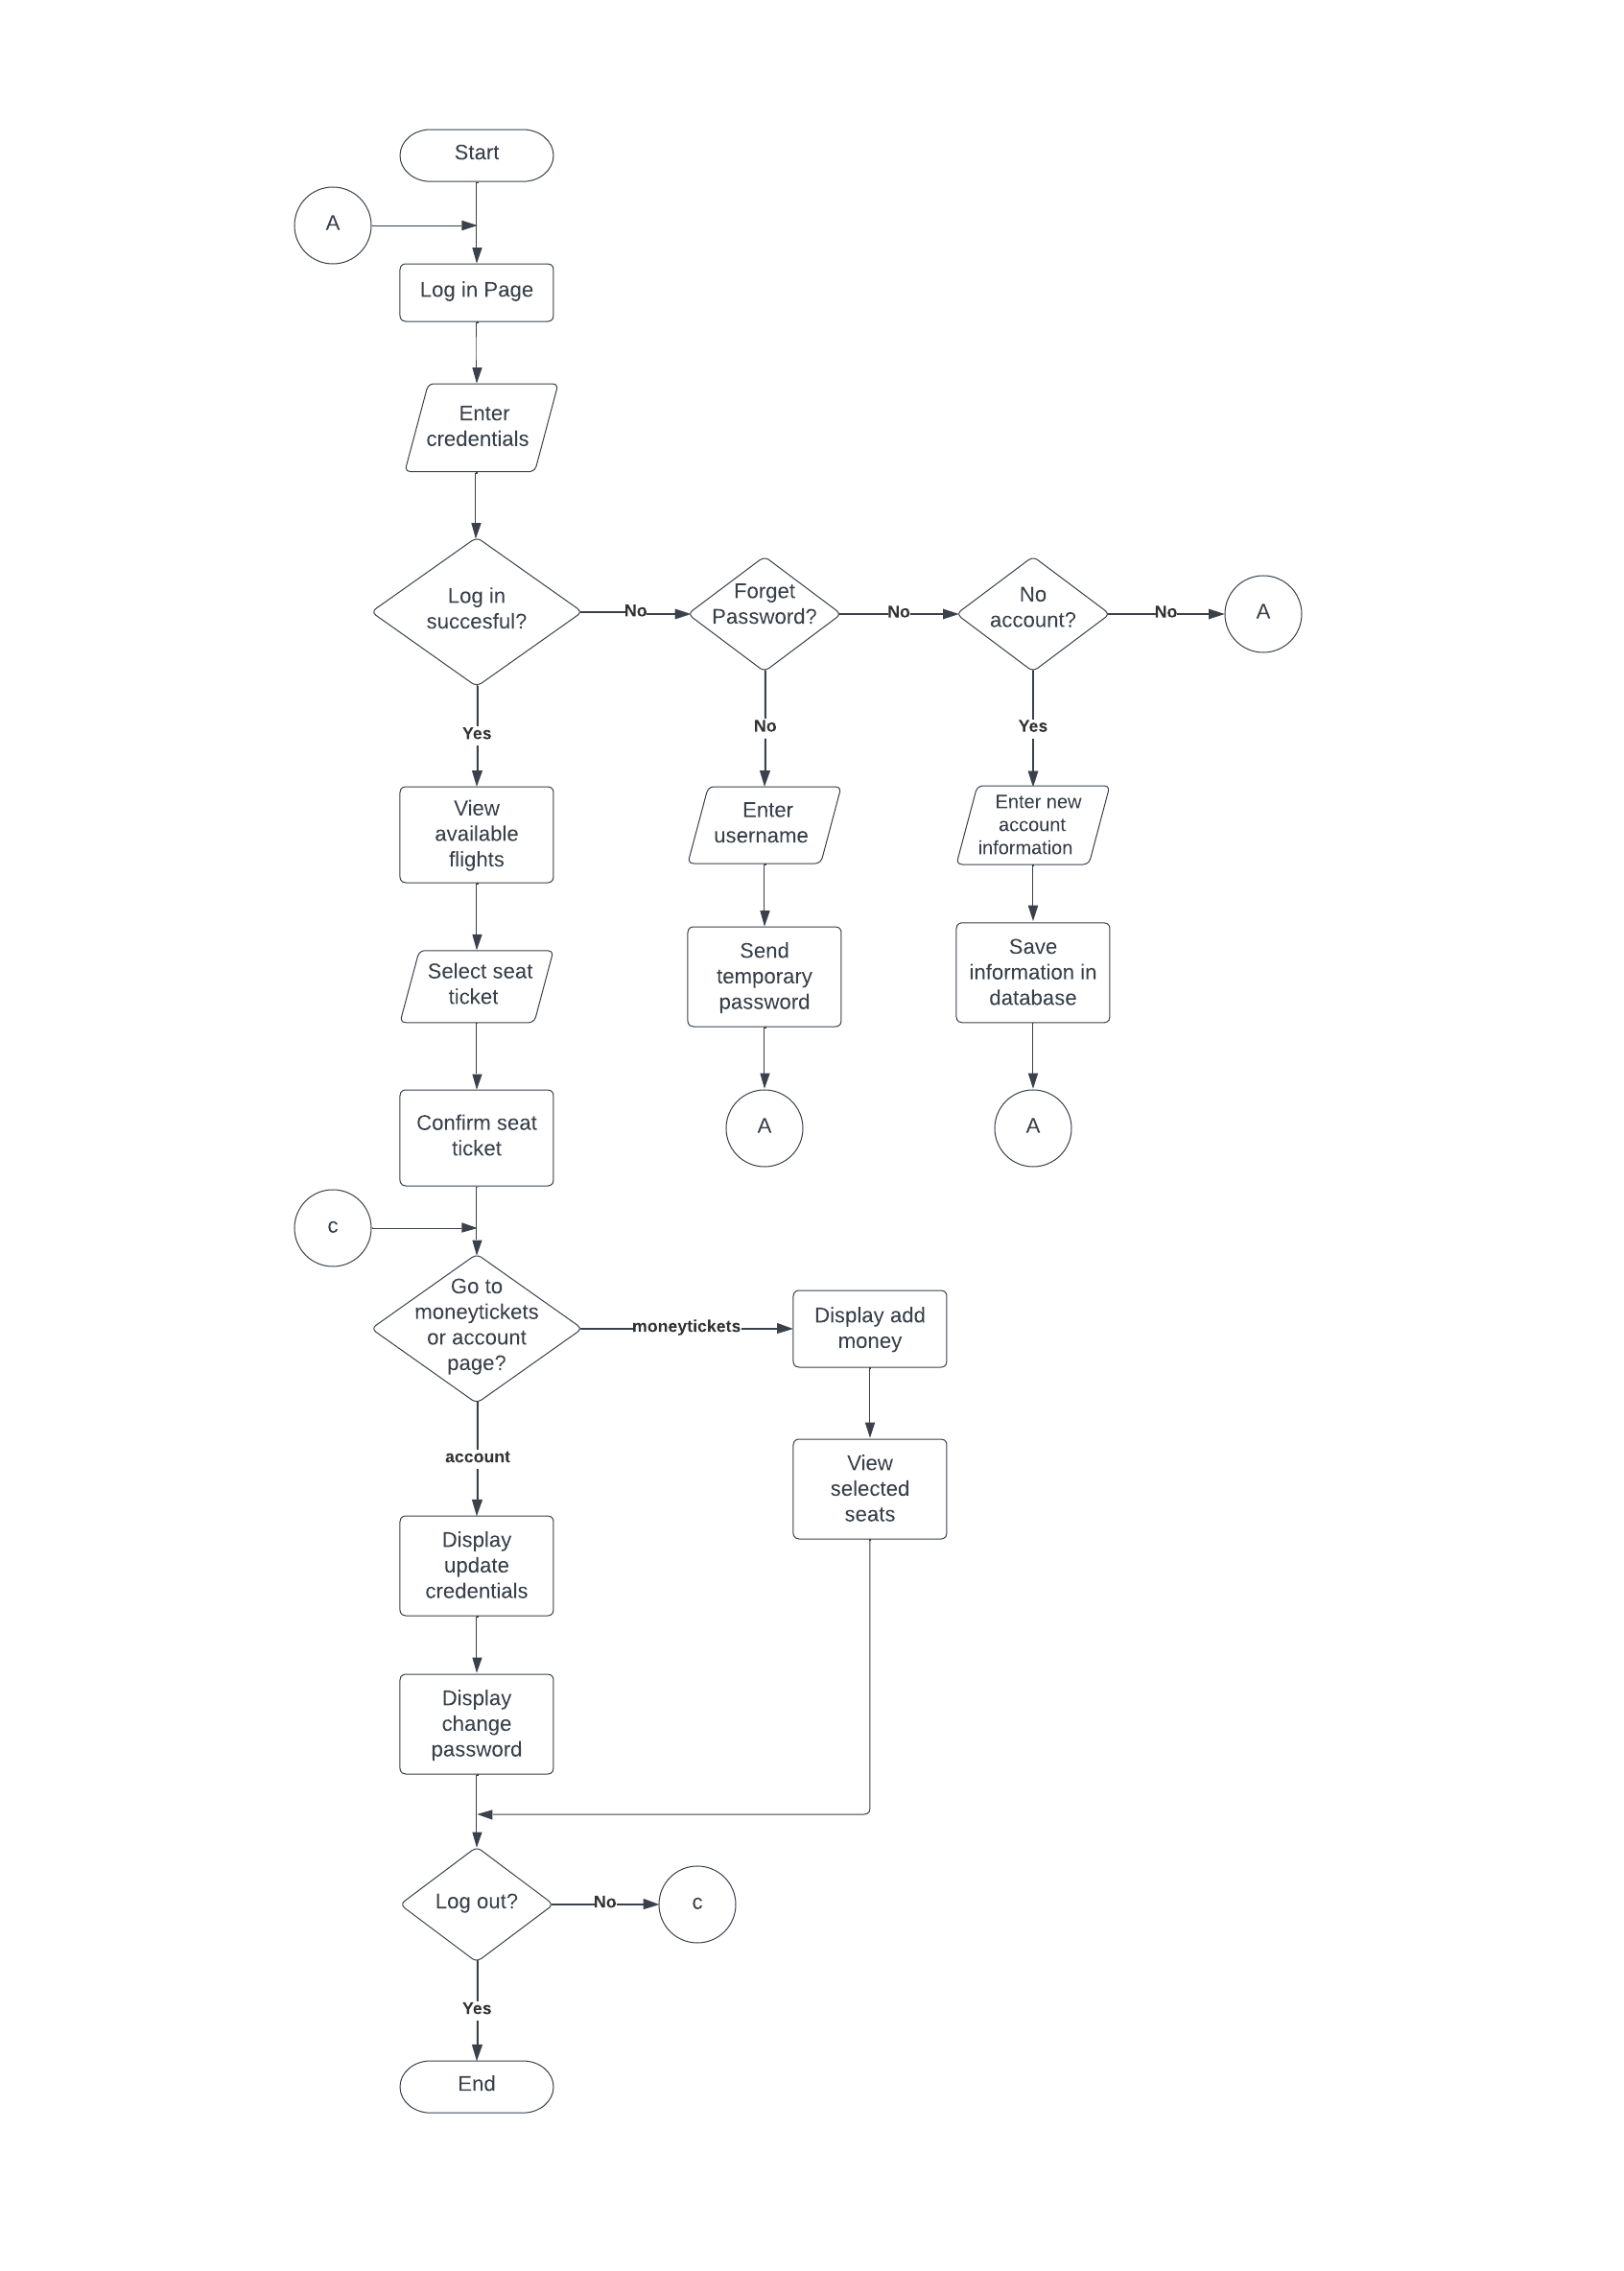 Start
A
Log in Page
Enter
credentials
Log in
succesful?
No
Forget
Password?
No
No
account?
No
A
Yes
No
Yes
View
available
flights
Enter
username
Enter new
account
information
Select seat
ticket
Send
temporary
password
Save
information in
database
Confirm seat
ticket
A
A
c
Go to
moneytickets
or account
page?
moneytickets
Display add
money
account
View
selected
seats
Display
update
credentials
Display
change
password
Log out?
No
c
Yes
End